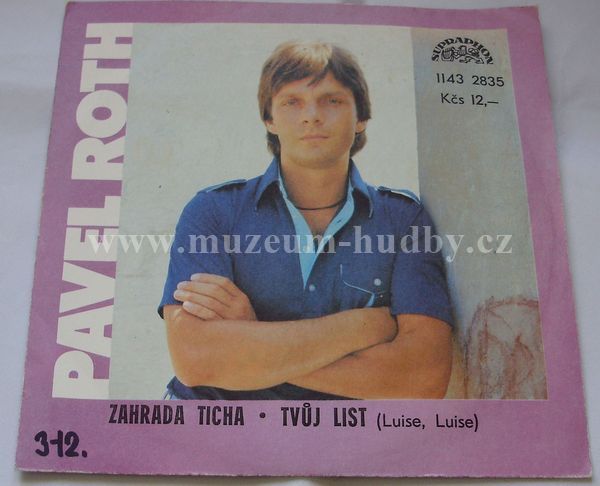 PAVEL ROTH
SUPRAPHON
1143 2835
Kčs 12,—
www.muzeum-hudby.cz
ZAHRADA TICHA • TVŮJ LIST (Luise, Luise)
3-12.